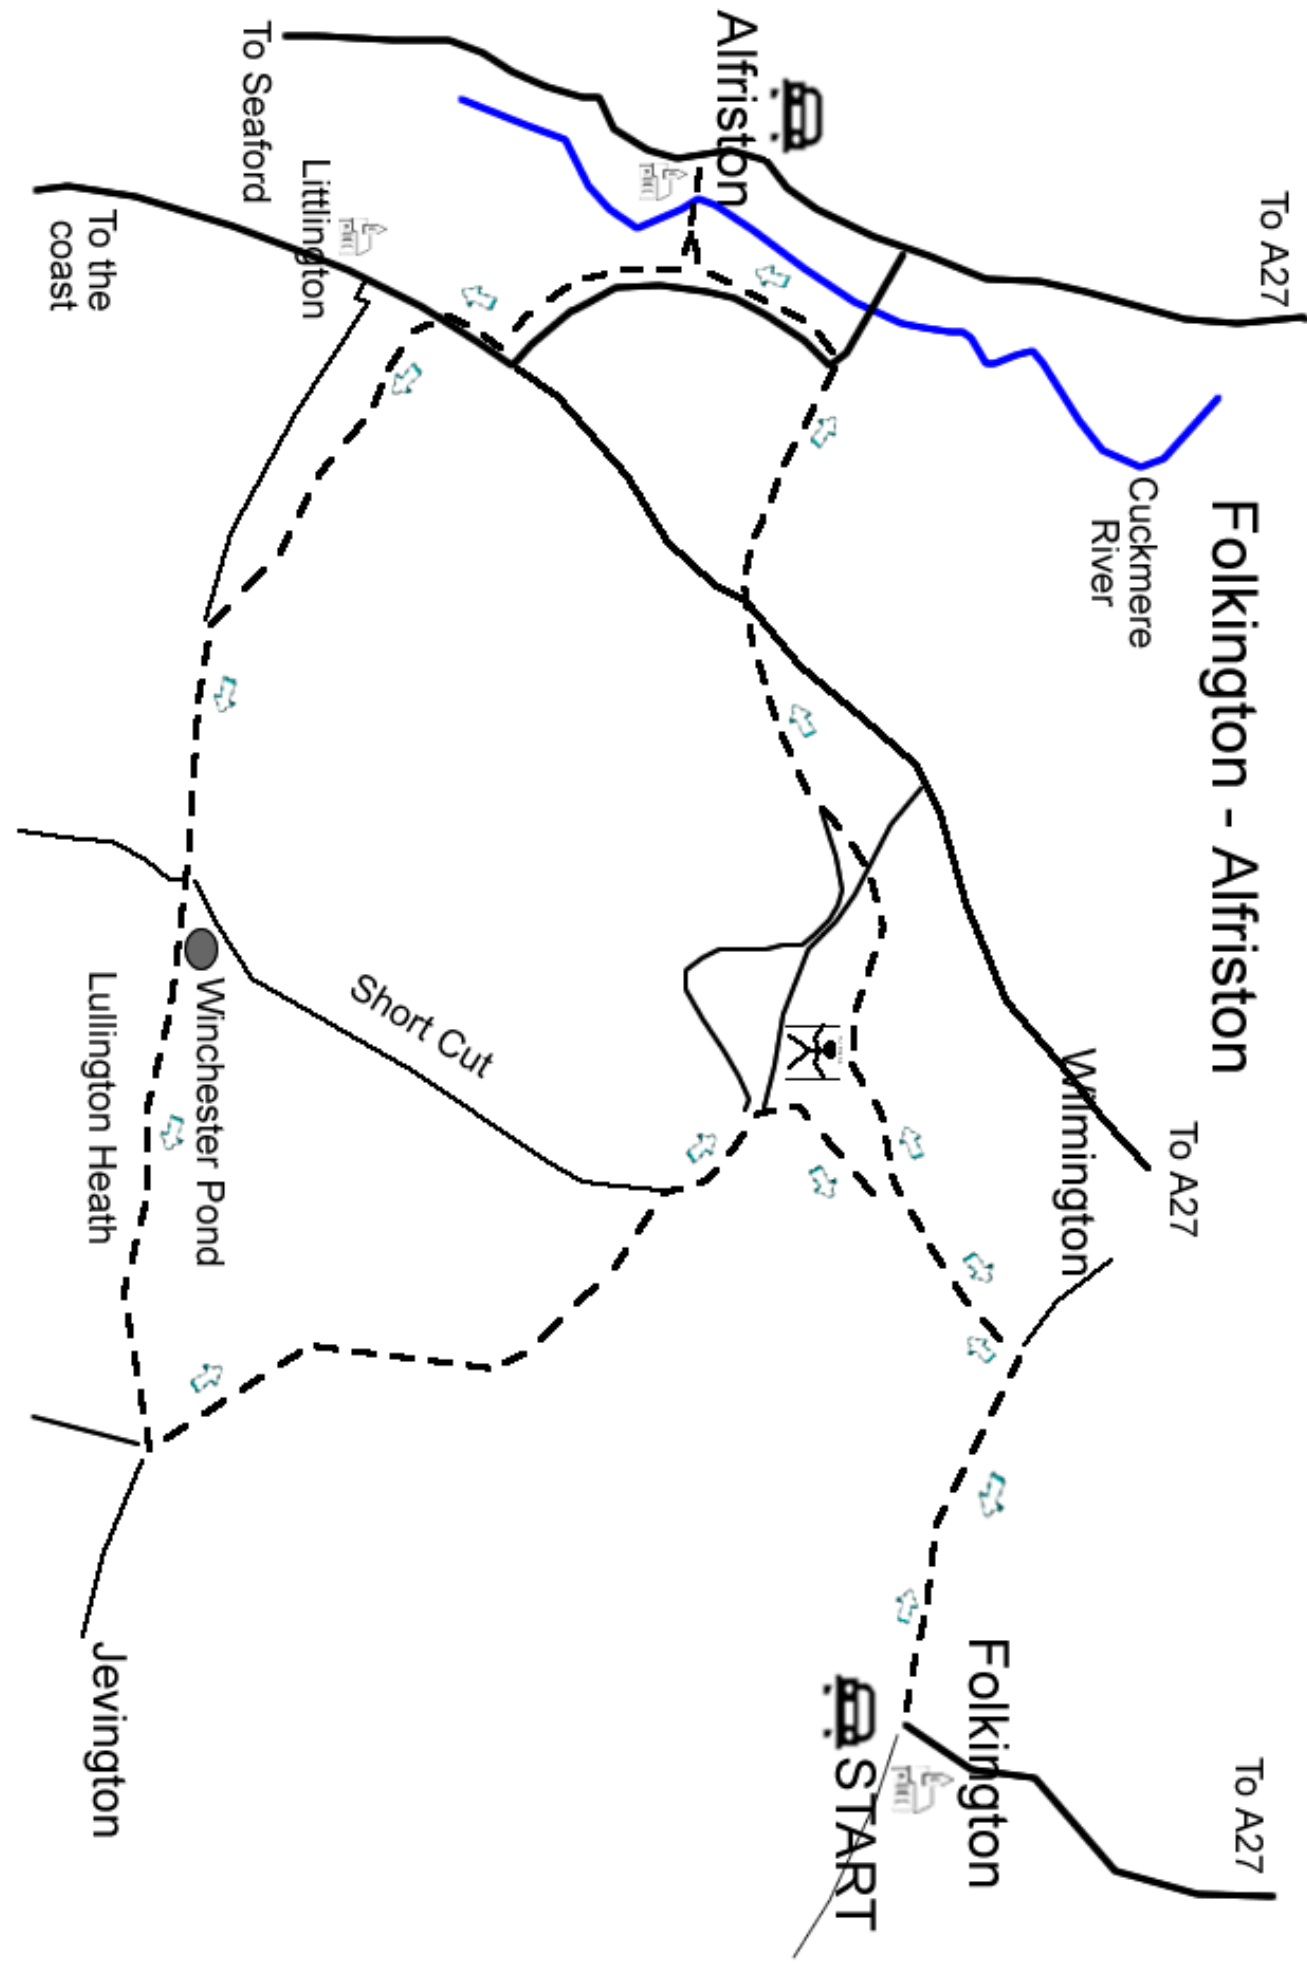 Folkington - Alfriston
To A27
To A27
To A27
Cuckmere
River
Wilmington
Folkington
START
Alfriston
Short Cut
Littlington
To Seaford
Winchester Pond
Lullington Heath
Jevington
To the
coast